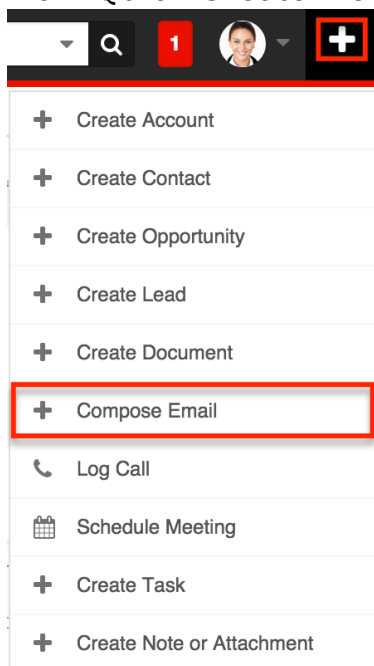 1
Create Account
Create Contact
Create Opportunity
Create Lead
Create Document
Compose Email
Log Call
Schedule Meeting
Create Task
Create Note or Attachment